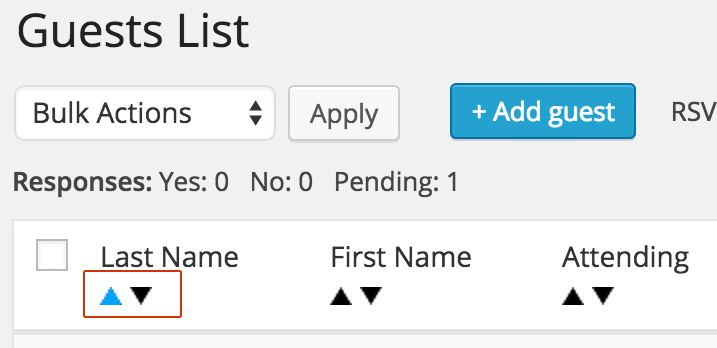 Guests List
Bulk Actions Apply + Add guest RSV
Responses: Yes: 0 No: 0 Pending: 1
Last Name First Name Attending